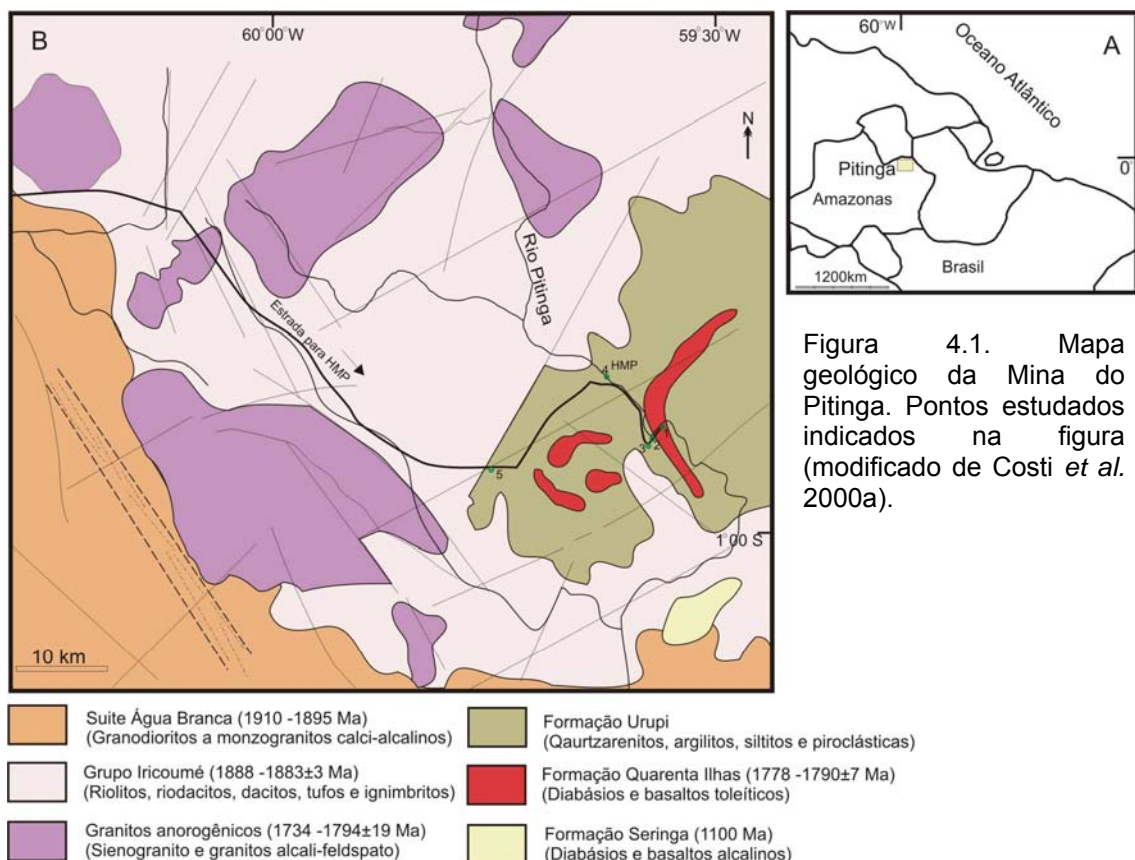 B
60°00'W
59°30'W
N
Rio Pitinga
Estrada para HMP
4
HMP
3
2
1
5
1°00 S
10 km
A
60°W
Oceano Atlântico
0°
Pitinga
Amazonas
Brasil
1200km
Figura 4.1. Mapa
geológico da Mina do
Pitinga. Pontos estudados
indicados na figura
(modificado de Costi et al.
2000a).
Suite Água Branca (1910 -1895 Ma)
(Granodioritos a monzogranitos calci-alcalinos)
Grupo Iricoumé (1888 -1883±3 Ma)
(Riolitos, riodacitos, dacitos, tufos e ignimbritos)
Granitos anorogênicos (1734 -1794±19 Ma)
(Sienogranito e granitos alcali-feldspato)
Formação Urupi
(Qaurtzarenitos, argilitos, siltitos e piroclásticas)
Formação Quarenta Ilhas (1778 -1790±7 Ma)
(Diabásios e basaltos toleíticos)
Formação Seringa (1100 Ma)
(Diabásios e basaltos alcalinos)